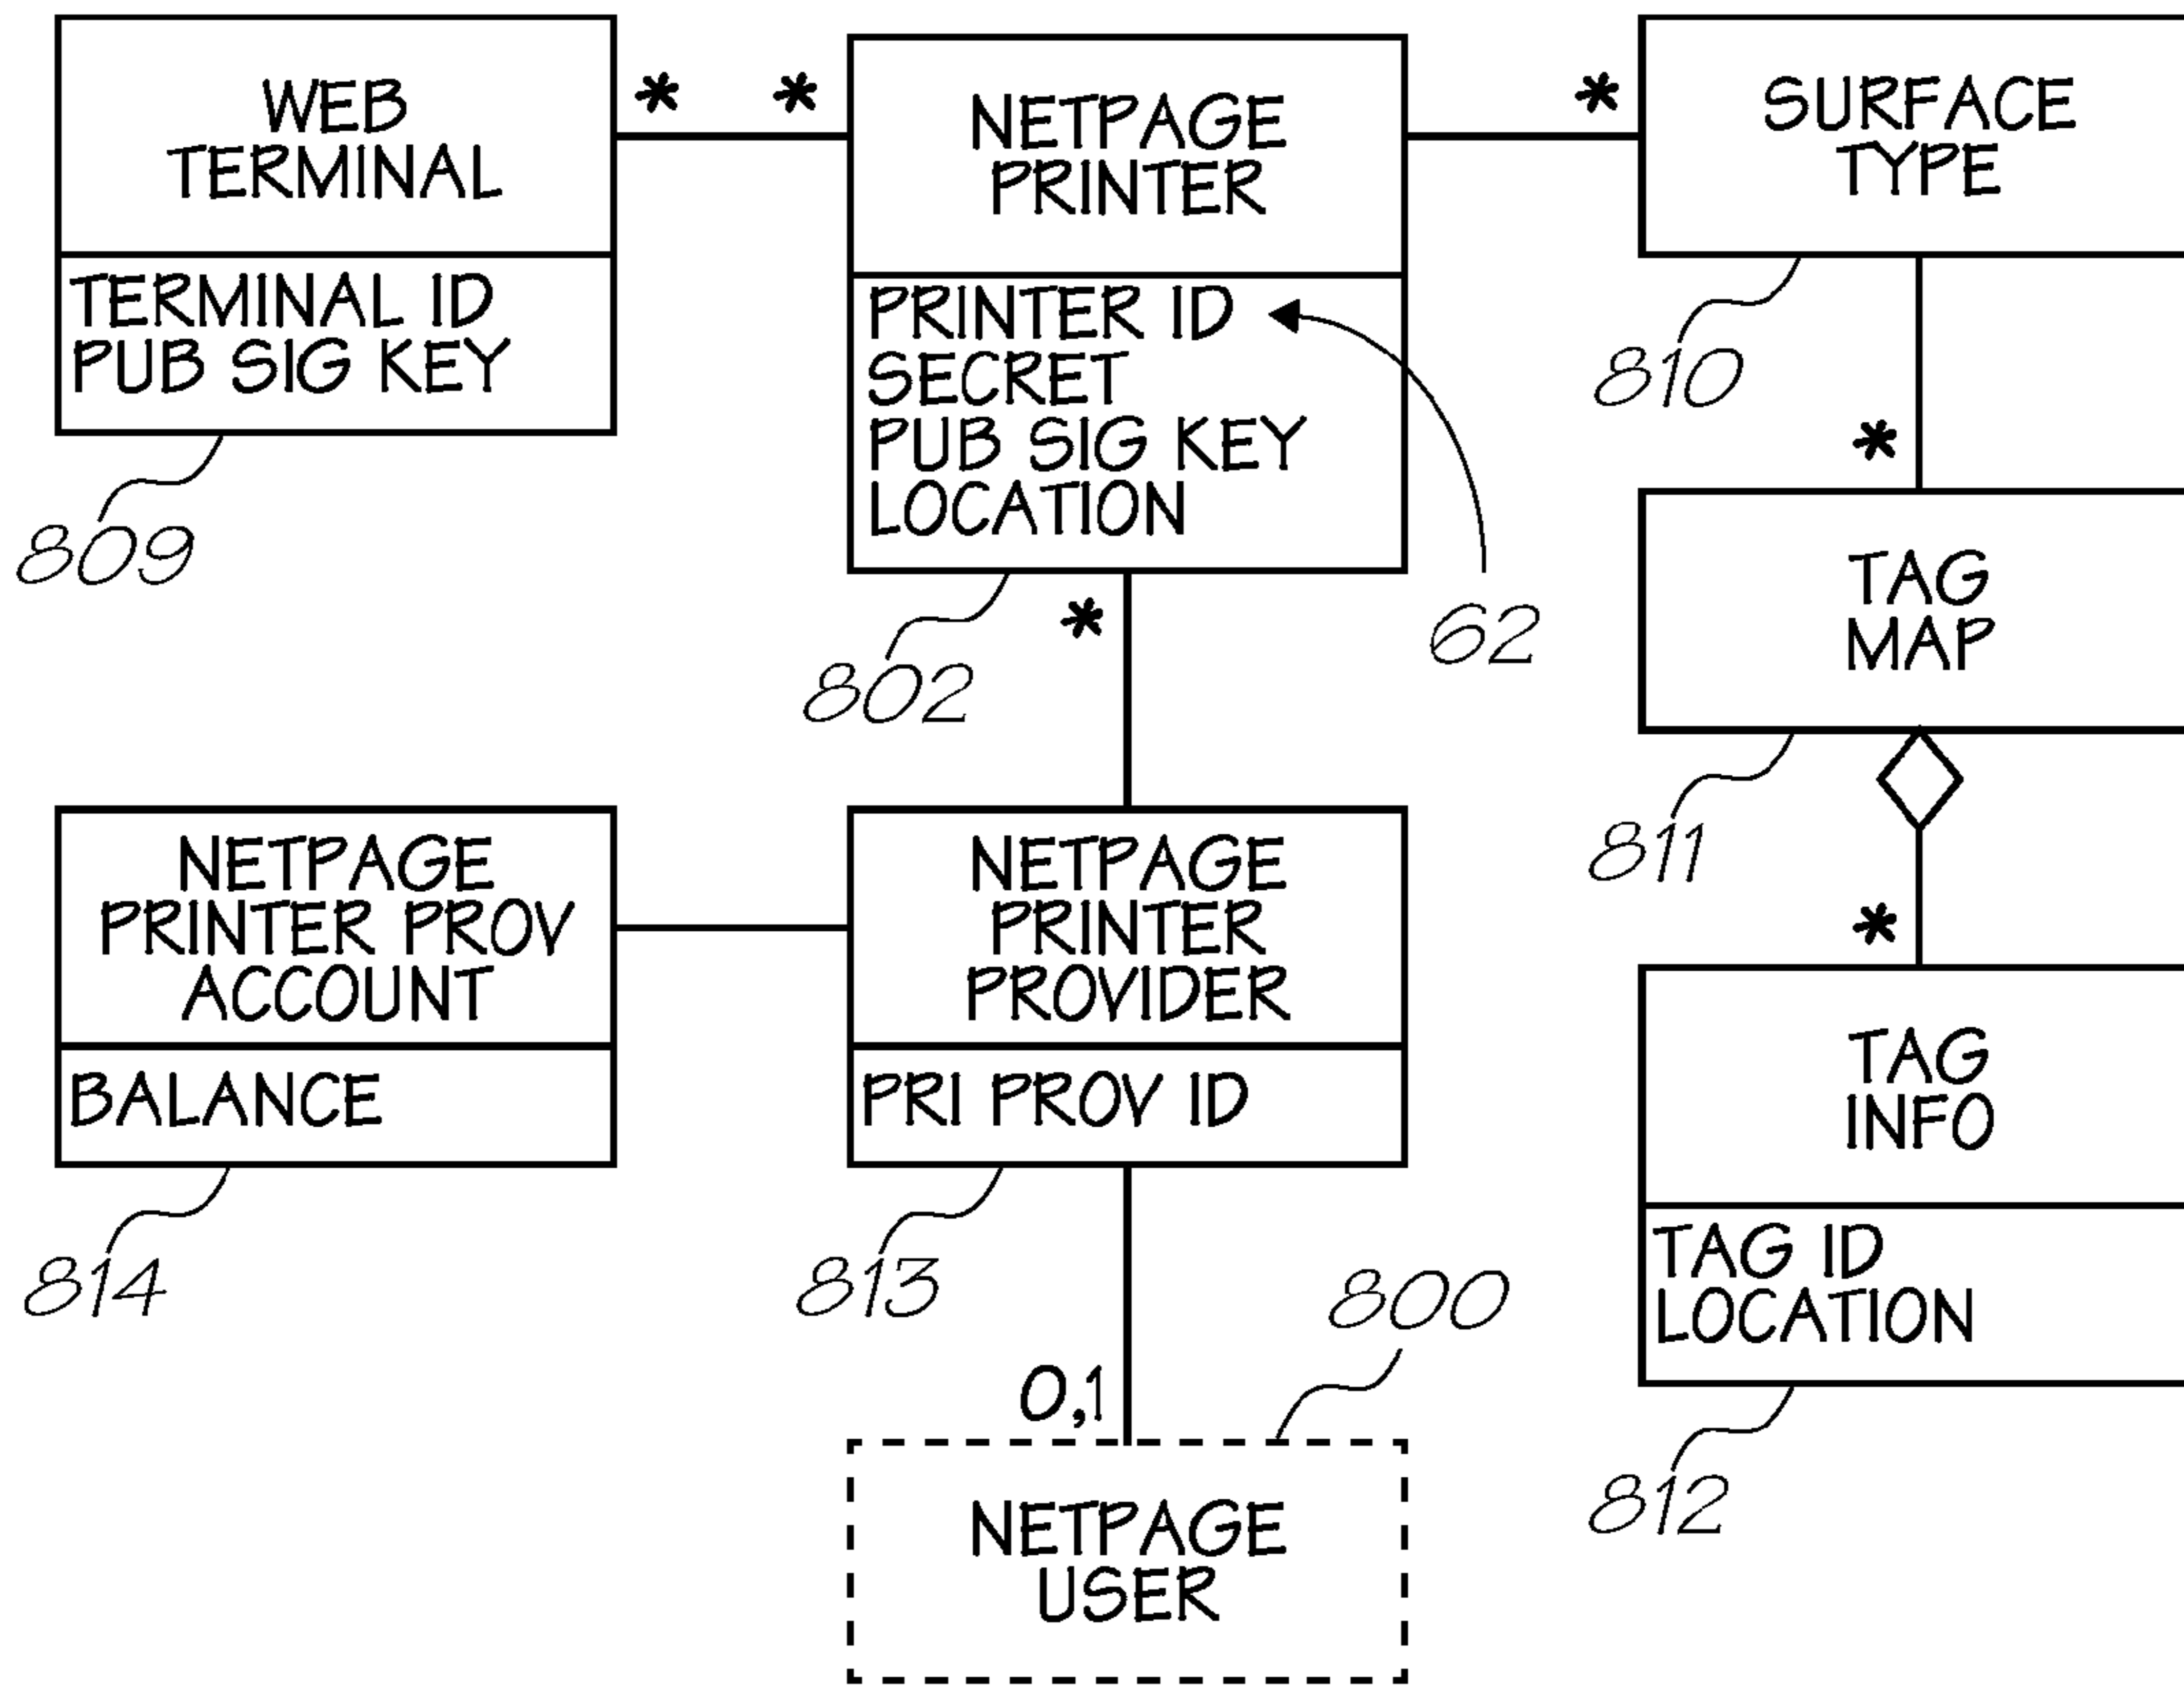 WEB
TERMINAL
TERMINAL ID
PUB SIG KEY
809
*
*
NETPAGE
PRINTER
PRINTER ID
SECRET
PUB SIG KEY
LOCATION
802
62
*
*
SURFACE
TYPE
810
*
TAG
MAP
811
*
TAG
INFO
TAG ID
LOCATION
812
NETPAGE
PRINTER PROV
ACCOUNT
BALANCE
814
NETPAGE
PRINTER
PROVIDER
PRI PROV ID
813
800
0,1
NETPAGE
USER